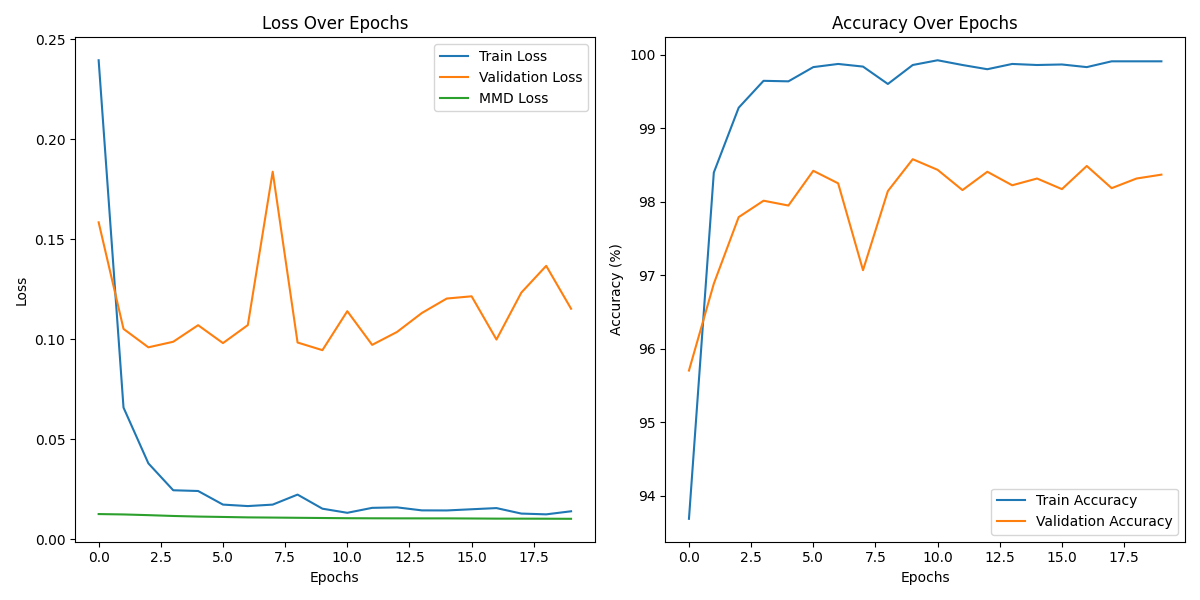 Loss Over Epochs
Loss
0.25
0.20
0.15
0.10
0.05
0.00
Train Loss
Validation Loss
MMD Loss
0.0 2.5 5.0 7.5 10.0 12.5 15.0 17.5
Epochs
Accuracy Over Epochs
Accuracy (%)
100
99
98
97
96
95
94
Train Accuracy
Validation Accuracy
0.0 2.5 5.0 7.5 10.0 12.5 15.0 17.5
Epochs